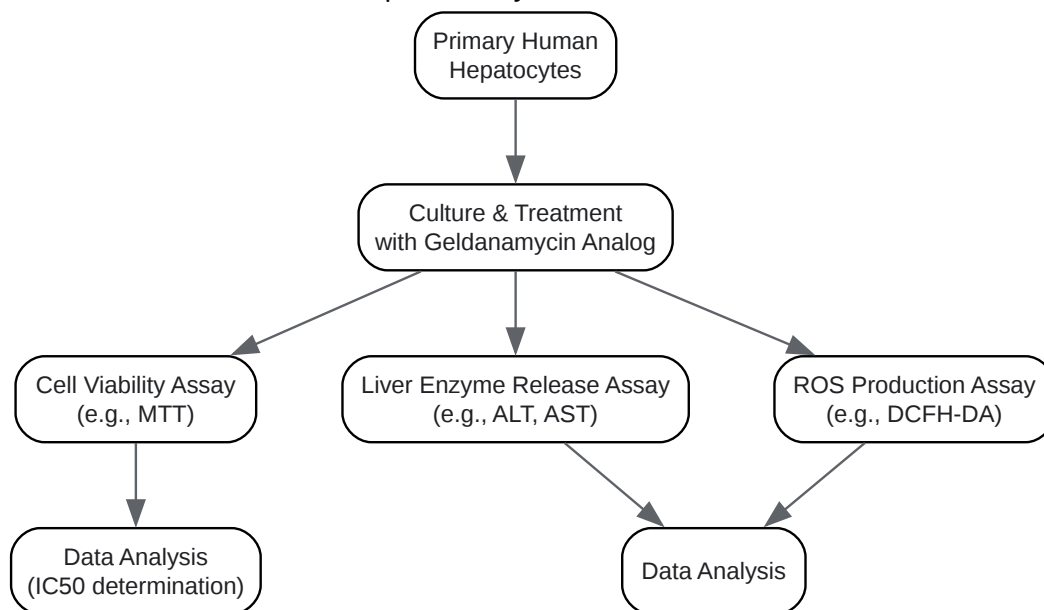 Primary Human
Hepatocytes
Culture & Treatment
with Geldanamycin Analog
Cell Viability Assay
(e.g., MTT)
Liver Enzyme Release Assay
(e.g., ALT, AST)
ROS Production Assay
(e.g., DCFH-DA)
Data Analysis
(IC50 determination)
Data Analysis